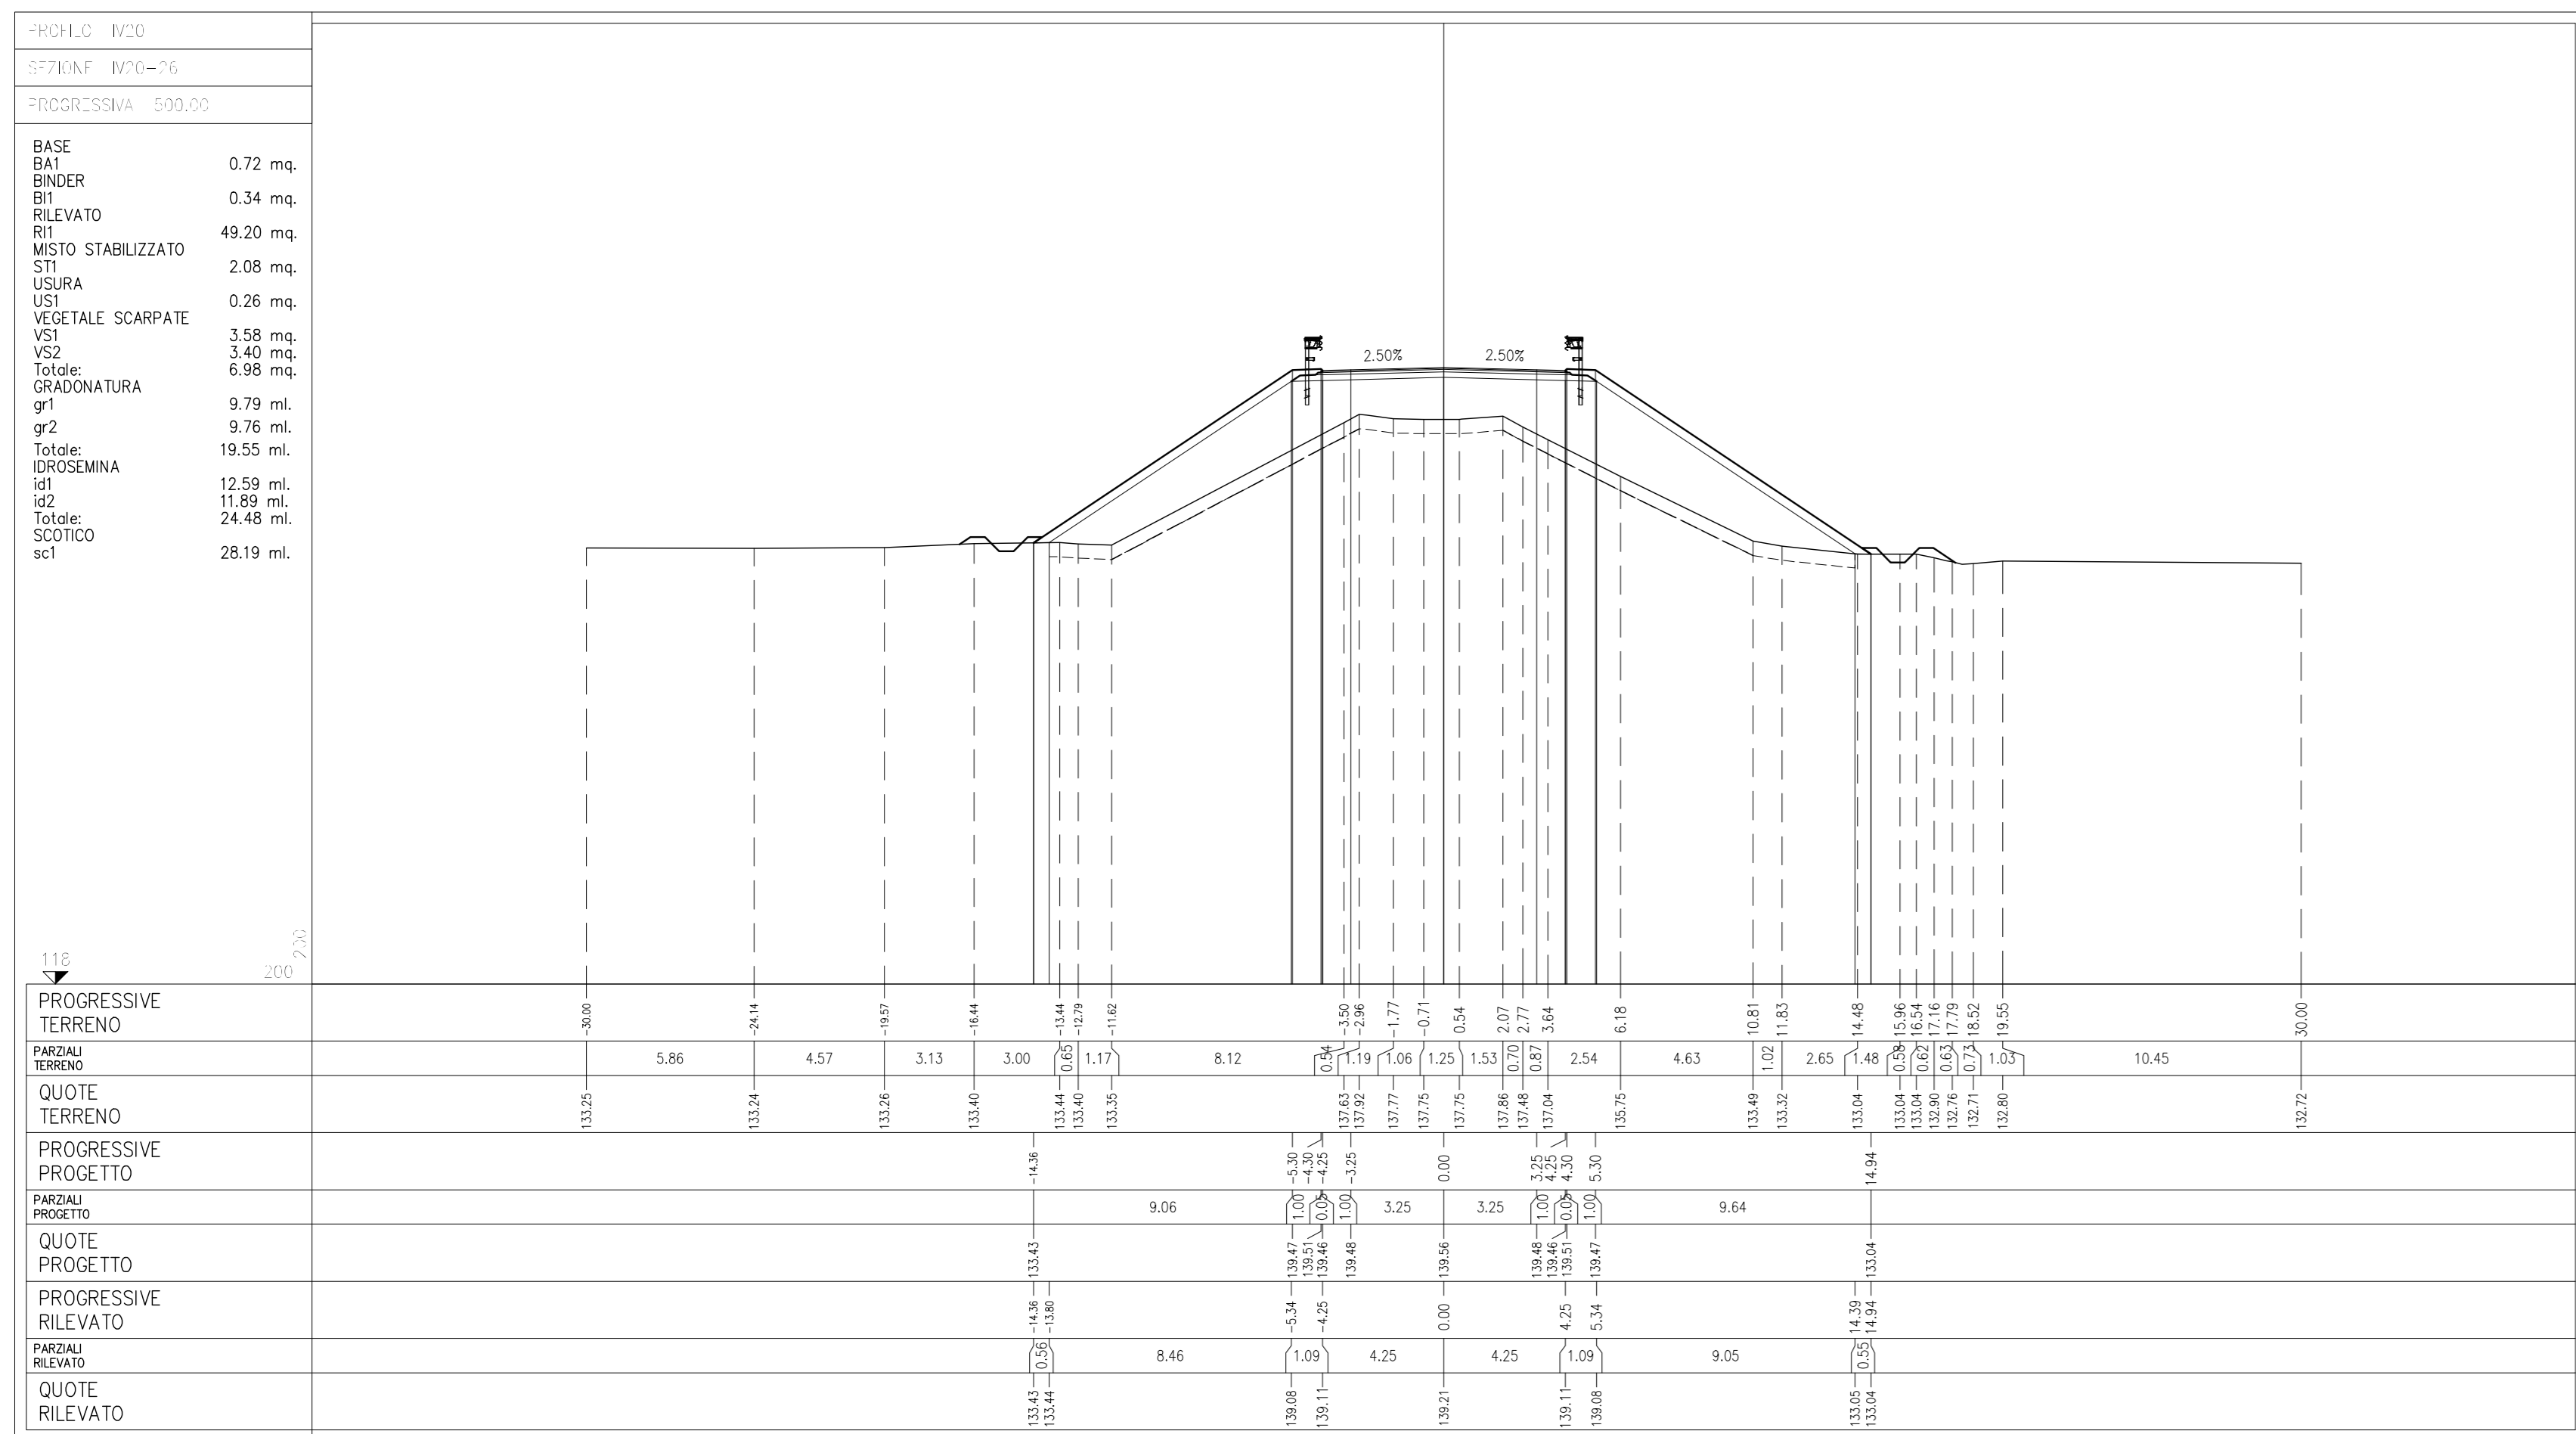 PROFILO IV20
SEZIONE IV20-26
PROGRESSIVA 500.00
BASE
BA1 0.72 mq.
BINDER
BI1 0.34 mq.
RILEVATO
RI1 49.20 mq.
MISTO STABILIZZATO
ST1 2.08 mq.
USURA
US1 0.26 mq.
VEGETALE SCARPATE
VS1 3.58 mq.
VS2 3.40 mq.
Totale: 6.98 mq.
GRADONATURA
gr1 9.79 ml.
gr2 9.76 ml.
Totale: 19.55 ml.
IDROSEMINA
id1 12.59 ml.
id2 11.89 ml.
Totale: 24.48 ml.
SCOTICO
sc1 28.19 ml.
2.50% 2.50%
118 200 200
PROGRESSIVE TERRENO
-30.00 -24.14 -19.57 -16.44 -13.44 -12.79 -11.62 -3.50 -2.96 -1.77 -0.71 0.54 2.07 2.77 3.64 6.18 10.81 11.83 14.48 15.96 16.54 17.16 17.79 18.52 19.55 30.00
PARZIALI TERRENO
5.86 4.57 3.13 3.00 0.65 1.17 8.12 0.54 1.19 1.06 1.25 1.53 0.70 0.87 2.54 4.63 1.02 2.65 1.48 0.58 0.62 0.63 0.73 1.03 10.45
QUOTE TERRENO
133.25 133.24 133.26 133.40 133.44 133.40 133.35 137.63 137.92 137.77 137.75 137.75 137.86 137.48 137.04 135.75 133.49 133.32 133.04 133.04 133.04 132.90 132.76 132.71 132.80 132.72
PROGRESSIVE PROGETTO
-14.36 -5.30 -4.30 -4.25 -3.25 0.00 3.25 4.25 4.30 5.30 14.94
PARZIALI PROGETTO
9.06 1.00 0.05 1.00 3.25 3.25 1.00 0.05 1.00 9.64
QUOTE PROGETTO
133.43 139.47 139.51 139.46 139.48 139.56 139.48 139.46 139.51 139.47 133.04
PROGRESSIVE RILEVATO
-14.36 -13.80 -5.34 -4.25 0.00 4.25 5.34 14.39 14.94
PARZIALI RILEVATO
0.56 8.46 1.09 4.25 4.25 1.09 9.05 0.55
QUOTE RILEVATO
133.43 133.44 139.08 139.11 139.21 139.11 139.08 133.05 133.04